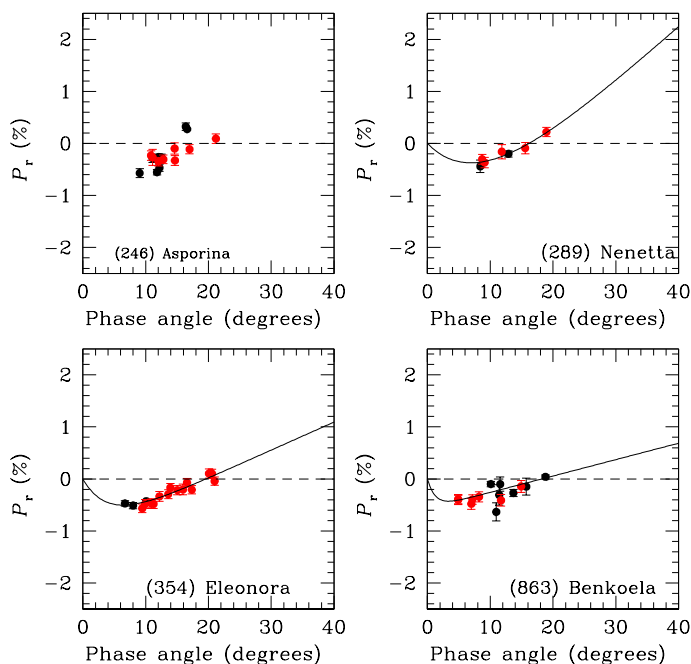 2
1
0
−1
−2
P_r (%)
(246) Asporina
0 10 20 30 40
Phase angle (degrees)
2
1
0
−1
−2
P_r (%)
(289) Nenetta
0 10 20 30 40
Phase angle (degrees)
2
1
0
−1
−2
P_r (%)
(354) Eleonora
0 10 20 30 40
Phase angle (degrees)
2
1
0
−1
−2
P_r (%)
(863) Benkoela
0 10 20 30 40
Phase angle (degrees)